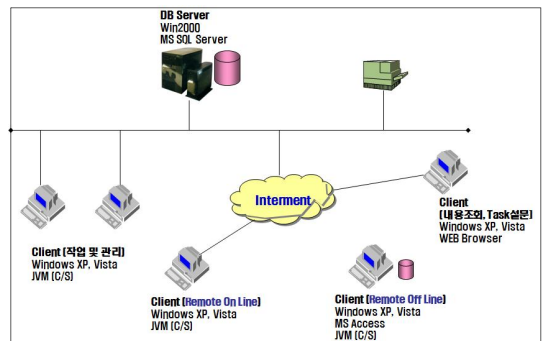 DB Server
Win2000
MS SQL Server
Interment
Client
[내용조회, Task설문]
Windows XP, Vista
WEB Browser
Client [작업 및 관리]
Windows XP, Vista
JVM (C/S)
Client (Remote On Line)
Windows XP, Vista
JVM (C/S)
Client (Remote Off Line)
Windows XP, Vista
MS Access
JVM (C/S)